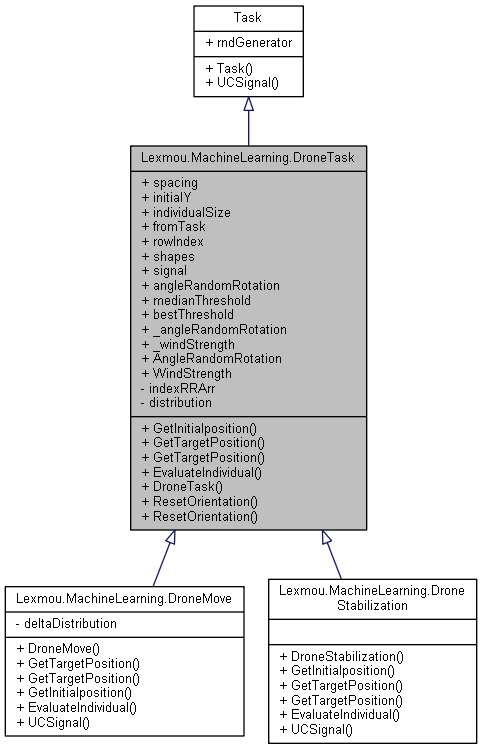 Task
+ rndGenerator
+ Task()
+ UCSignal()
Lexmou.MachineLearning.DroneTask
+ spacing
+ initialY
+ individualSize
+ fromTask
+ rowIndex
+ shapes
+ signal
+ angleRandomRotation
+ medianThreshold
+ bestThreshold
+ _angleRandomRotation
+ _windStrength
+ AngleRandomRotation
+ WindStrength
- indexRRArr
- distribution
+ GetInitialposition()
+ GetTargetPosition()
+ GetTargetPosition()
+ EvaluateIndividual()
+ DroneTask()
+ ResetOrientation()
+ ResetOrientation()
Lexmou.MachineLearning.DroneMove
- deltaDistribution
+ DroneMove()
+ GetTargetPosition()
+ GetTargetPosition()
+ GetInitialposition()
+ EvaluateIndividual()
+ UCSignal()
Lexmou.MachineLearning.Drone
Stabilization
+ DroneStabilization()
+ GetInitialposition()
+ GetTargetPosition()
+ GetTargetPosition()
+ EvaluateIndividual()
+ UCSignal()